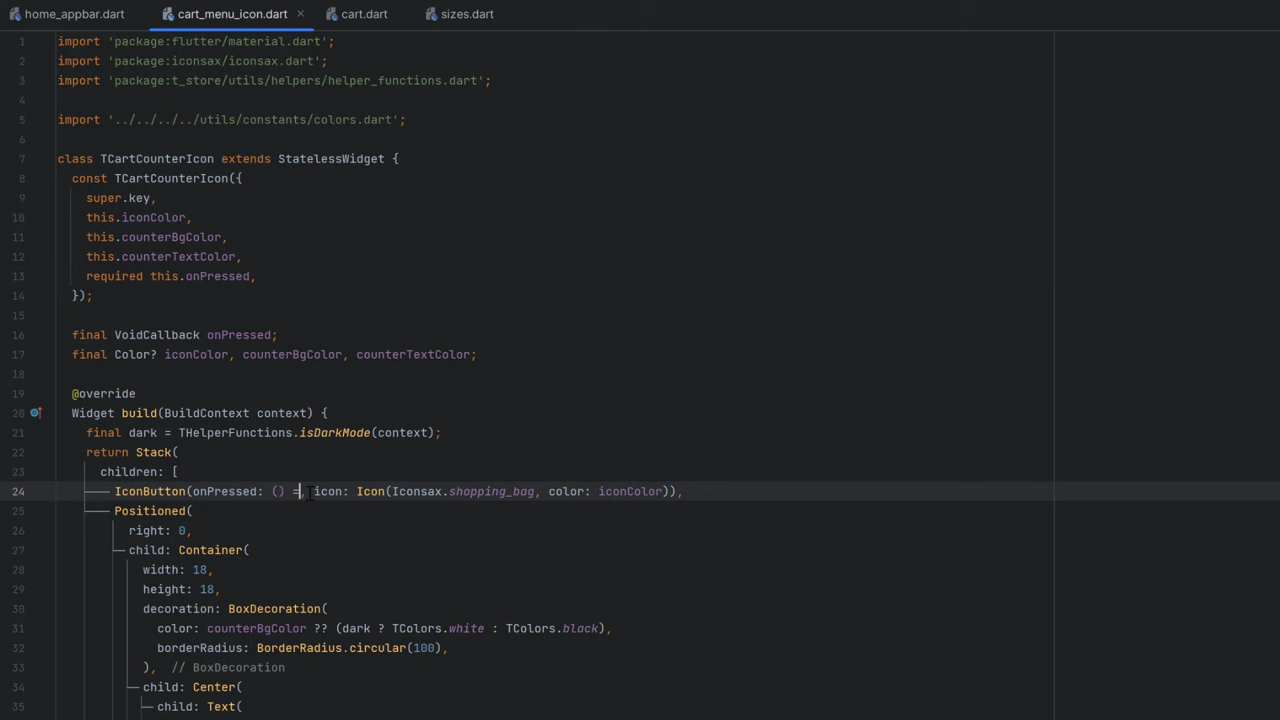 home_appbar.dart cart_menu_icon.dart × cart.dart sizes.dart
1 import 'package:flutter/material.dart';
2 import 'package:iconsax/iconsax.dart';
3 import 'package:t_store/utils/helpers/helper_functions.dart';
4
5 import '../../../../utils/constants/colors.dart';
6
7 class TCartCounterIcon extends StatelessWidget {
8 const TCartCounterIcon({
9 super.key,
10 this.iconColor,
11 this.counterBgColor,
12 this.counterTextColor,
13 required this.onPressed,
14 });
15
16 final VoidCallback onPressed;
17 final Color? iconColor, counterBgColor, counterTextColor;
18
19 @override
20 Widget build(BuildContext context) {
21 final dark = THelperFunctions.isDarkMode(context);
22 return Stack(
23 children: [
24 IconButton(onPressed: () =, icon: Icon(Iconsax.shopping_bag, color: iconColor)),
25 Positioned(
26 right: 0,
27 child: Container(
28 width: 18,
29 height: 18,
30 decoration: BoxDecoration(
31 color: counterBgColor ?? (dark ? TColors.white : TColors.black),
32 borderRadius: BorderRadius.circular(100),
33 ), // BoxDecoration
34 child: Center(
35 child: Text(